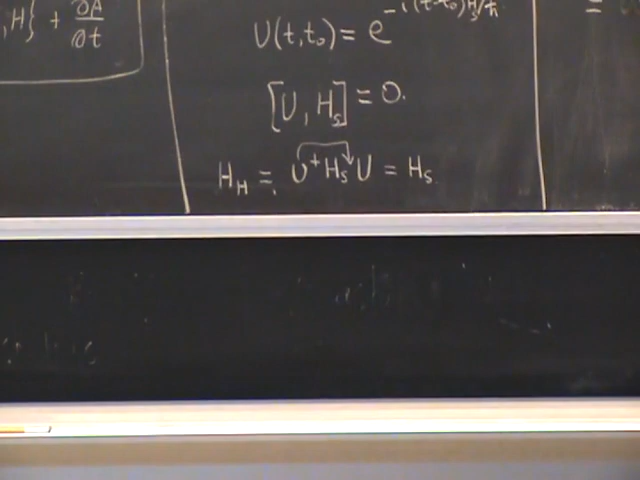 ,H} + ∂A/∂t
U(t,t₀) = e^{-i(t-t₀)H_s/ħ}
[U, H_s] = 0.
H_H = U⁺H_S U = H_S
=